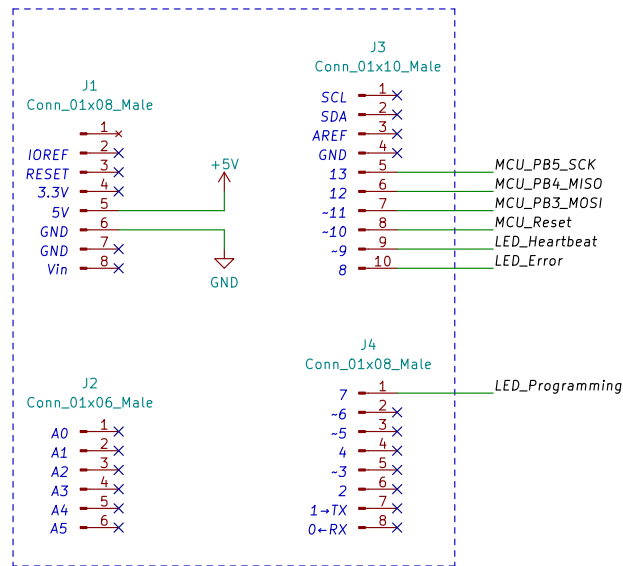 J1
Conn_01x08_Male
1
IOREF 2
RESET 3
3.3V 4
5V 5
GND 6
GND 7
Vin 8
+5V
GND
J3
Conn_01x10_Male
SCL 1
SDA 2
AREF 3
GND 4
13 5 MCU_PB5_SCK
12 6 MCU_PB4_MISO
~11 7 MCU_PB3_MOSI
~10 8 MCU_Reset
~9 9 LED_Heartbeat
8 10 LED_Error
J2
Conn_01x06_Male
A0 1
A1 2
A2 3
A3 4
A4 5
A5 6
J4
Conn_01x08_Male
7 1 LED_Programming
~6 2
~5 3
4 4
~3 5
2 6
1→TX 7
0←RX 8